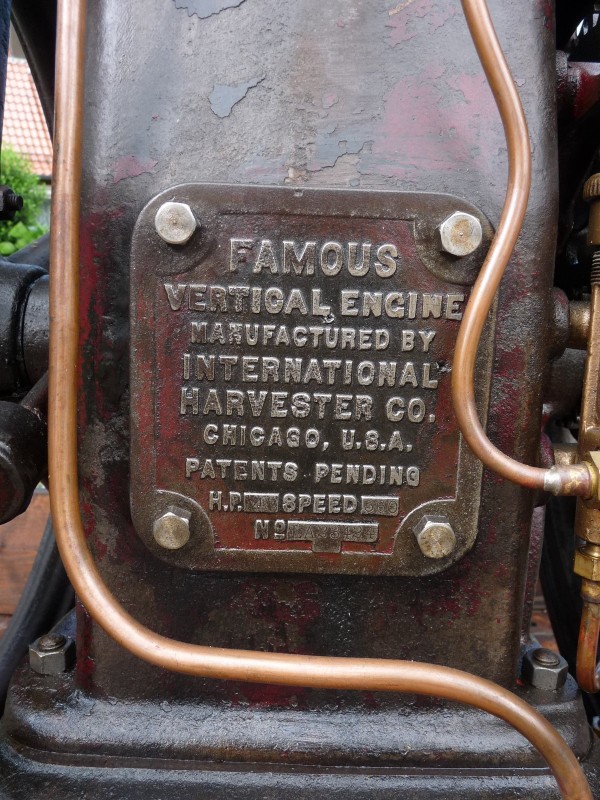 FAMOUS
VERTICAL ENGINE
MANUFACTURED BY
INTERNATIONAL
HARVESTER CO.
CHICAGO, U.S.A.
PATENTS PENDING
H.P. SPEED
No